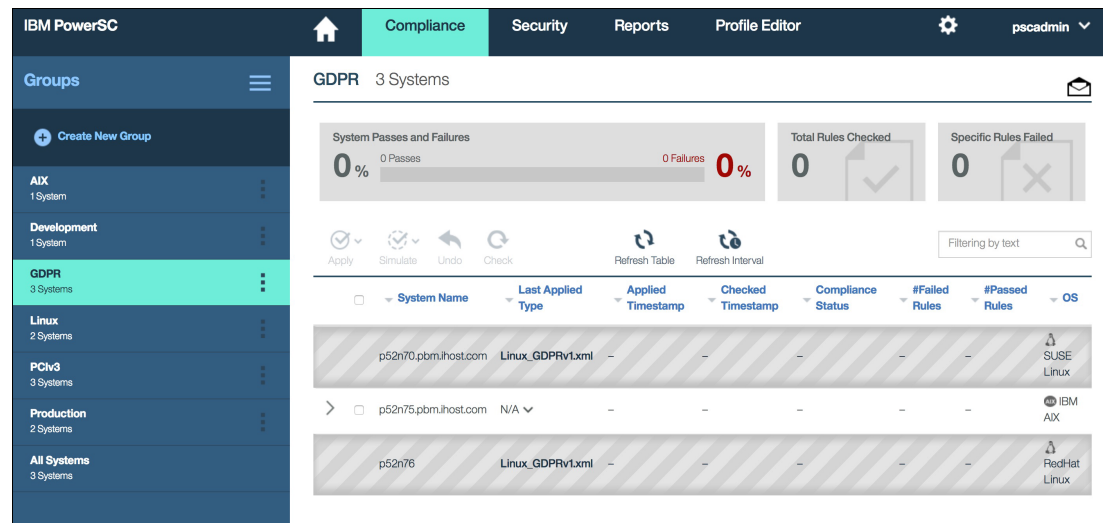 IBM PowerSC
Compliance
Security
Reports
Profile Editor
pscadmin
Groups
Create New Group
AIX
1 System
Development
1 System
GDPR
3 Systems
Linux
2 Systems
PCIv3
3 Systems
Production
2 Systems
All Systems
3 Systems
GDPR 3 Systems
System Passes and Failures
0 % 0 Passes 0 Failures 0 %
Total Rules Checked
0
Specific Rules Failed
0
Apply Simulate Undo Check Refresh Table Refresh Interval
Filtering by text
System Name
Last Applied
Type
Applied
Timestamp
Checked
Timestamp
Compliance
Status
#Failed
Rules
#Passed
Rules
OS
p52n70.pbm.ihost.com Linux_GDPRv1.xml – – – – – SUSE
Linux
p52n75.pbm.ihost.com N/A – – – – – AIX IBM
AIX
p52n76 Linux_GDPRv1.xml – – – – – RedHat
Linux